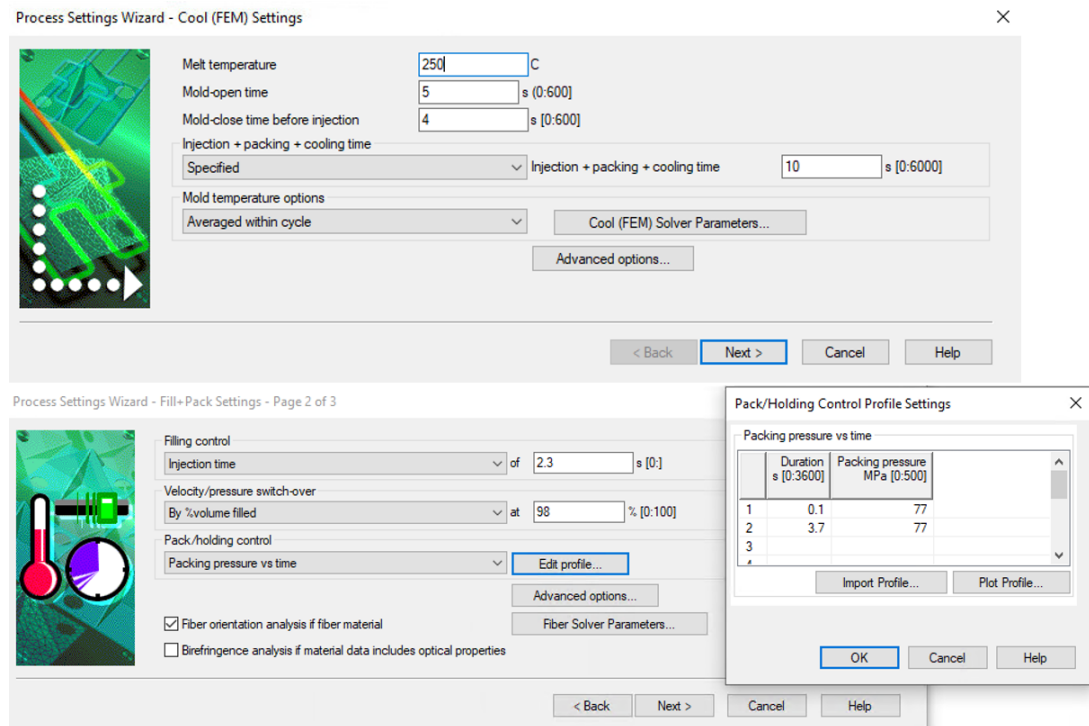 Process Settings Wizard - Cool (FEM) Settings
Melt temperature 250 C
Mold-open time 5 s (0:600]
Mold-close time before injection 4 s [0:600]
Injection + packing + cooling time
Specified Injection + packing + cooling time 10 s [0:6000]
Mold temperature options
Averaged within cycle Cool (FEM) Solver Parameters...
Advanced options...
< Back Next > Cancel Help
Process Settings Wizard - Fill+Pack Settings - Page 2 of 3
Filling control
Injection time of 2.3 s [0:]
Velocity/pressure switch-over
By %volume filled at 98 % [0:100]
Pack/holding control
Packing pressure vs time Edit profile...
Advanced options...
Fiber orientation analysis if fiber material Fiber Solver Parameters...
Birefringence analysis if material data includes optical properties
< Back Next > Cancel Help
Pack/Holding Control Profile Settings
Packing pressure vs time
Duration Packing pressure
s [0:3600] MPa [0:500]
1 0.1 77
2 3.7 77
3
Import Profile... Plot Profile...
OK Cancel Help